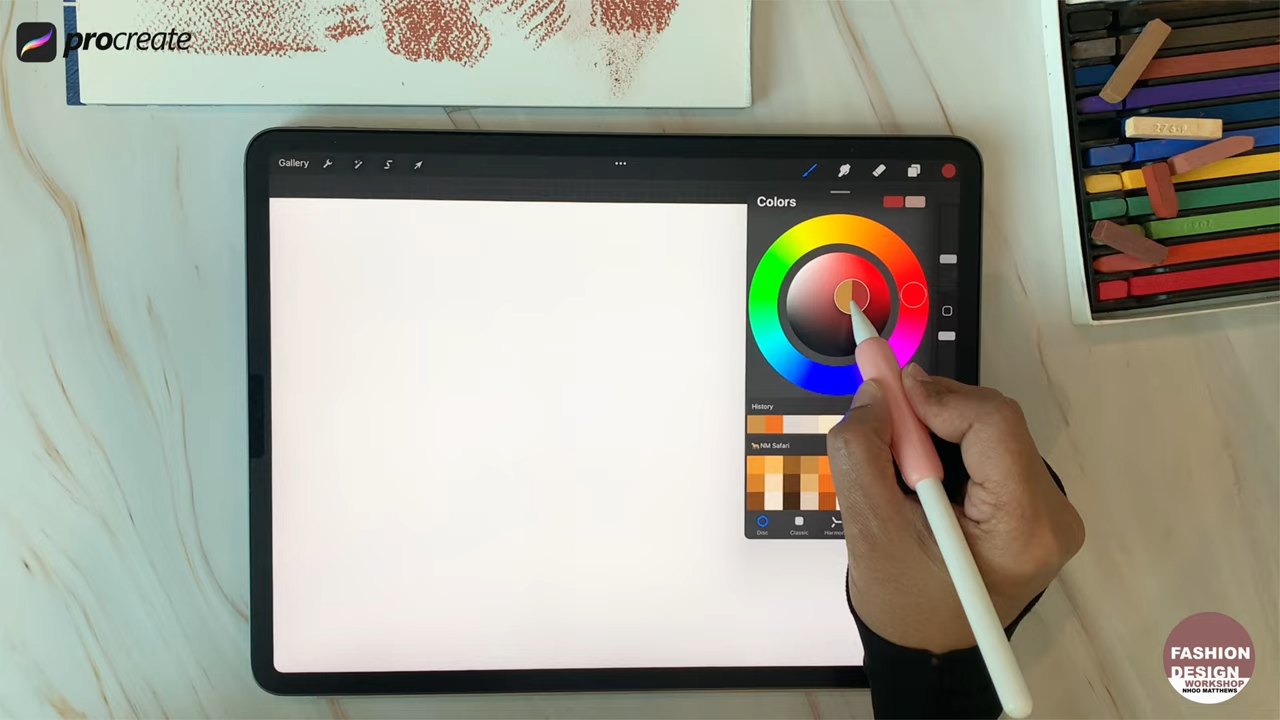 procreate
Gallery
Colors
History
NM Safari
Disc
Classic
FASHION
DESIGN
WORKSHOP
NHOO MATTHEWS